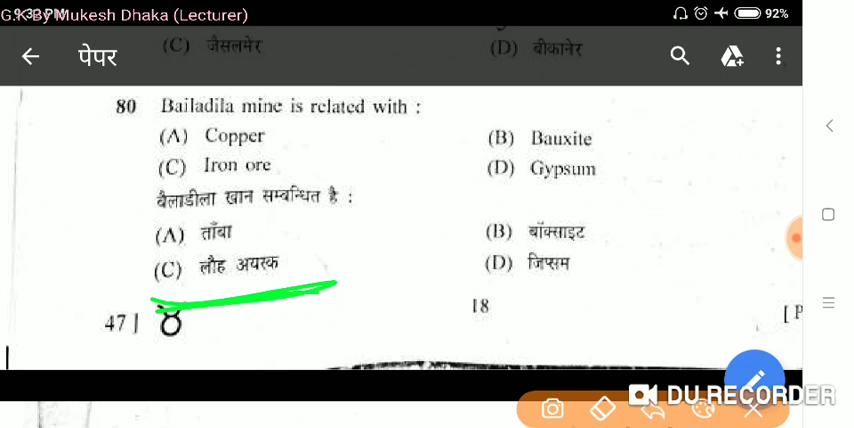 G.K By Mukesh Dhaka (Lecturer)
92%
पेपर
(C) जैसलमेर (D) बीकानेर
80 Bailadila mine is related with :
(A) Copper (B) Bauxite
(C) Iron ore (D) Gypsum
बैलाडीला खान सम्बन्धित है :
(A) ताँबा (B) बॉक्साइट
(C) लौह अयस्क (D) जिप्सम
47] 18 [ P
DU RECORDER